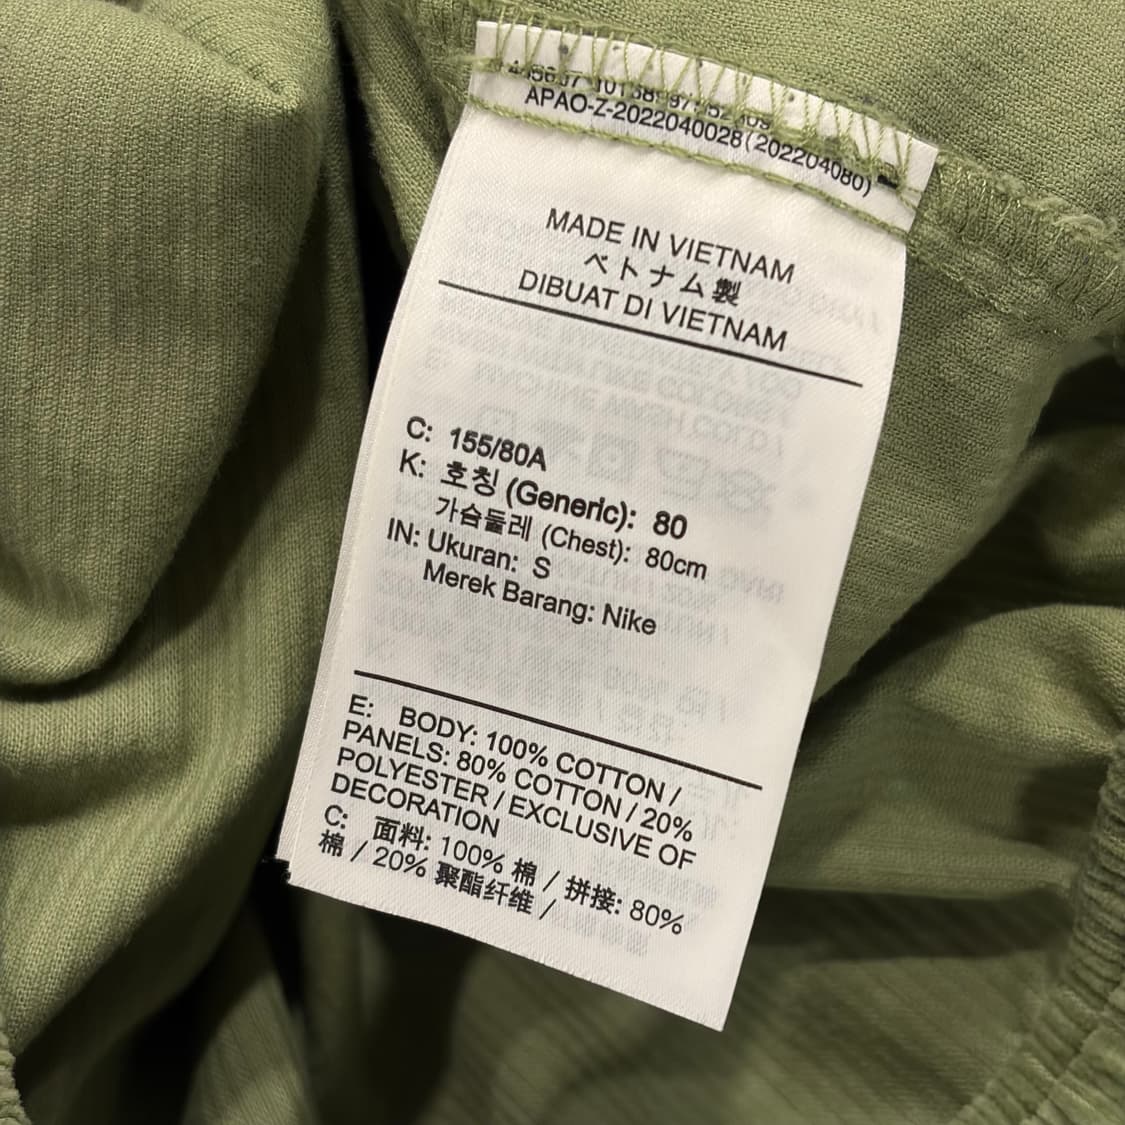 APAO-Z-2022040028(202204080)
MADE IN VIETNAM
ベトナム製
DIBUAT DI VIETNAM
C: 155/80A
K: 호칭 (Generic): 80
가슴둘레 (Chest): 80cm
IN: Ukuran: S
Merek Barang: Nike
E: BODY: 100% COTTON /
PANELS: 80% COTTON / 20%
POLYESTER / EXCLUSIVE OF
DECORATION
C: 面料: 100% 棉 / 拼接: 80%
棉 / 20% 聚酯纤维 /